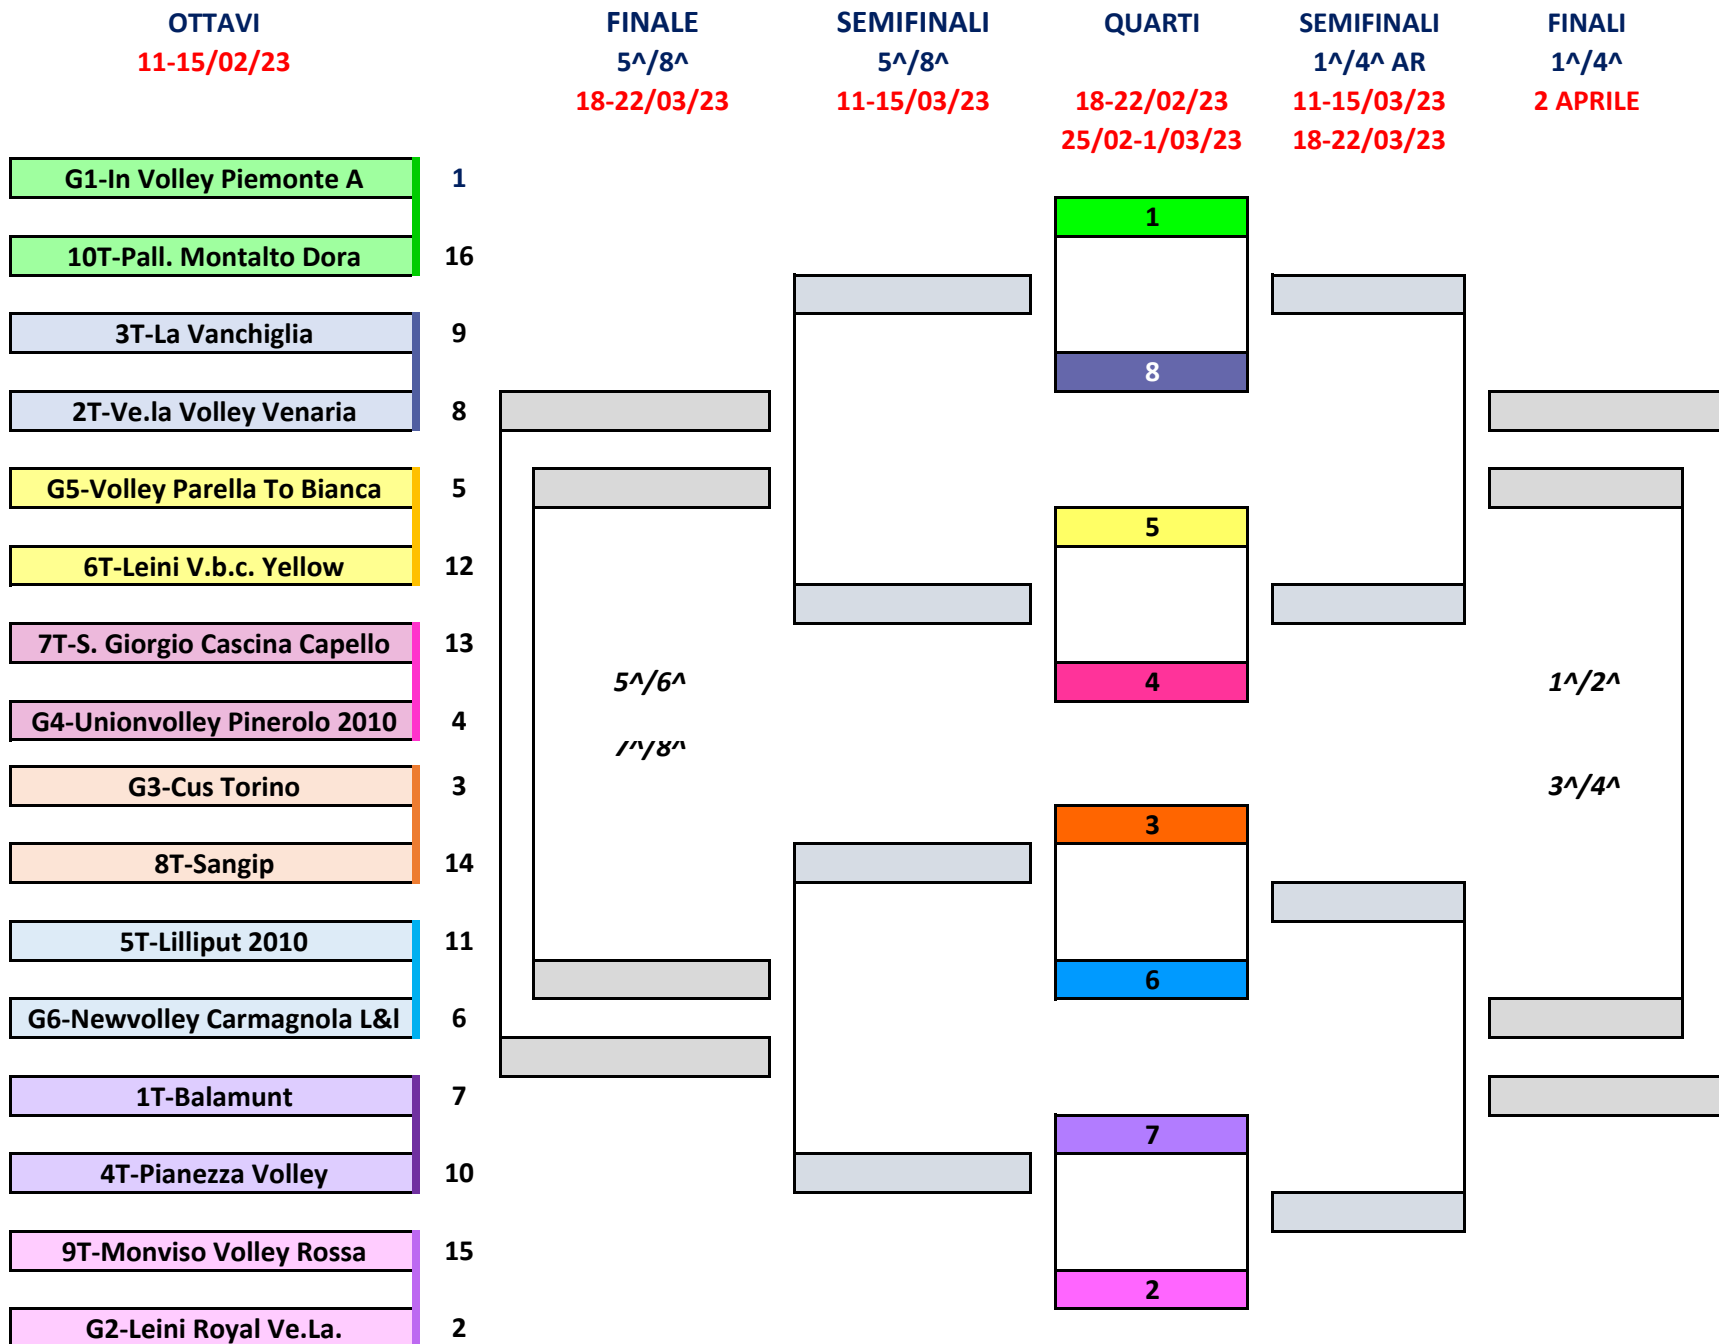 OTTAVI FINALE SEMIFINALI QUARTI SEMIFINALI FINALI
11-15/02/23 5^/8^ 5^/8^ 1^/4^ AR 1^/4^
18-22/03/23 11-15/03/23 18-22/02/23 11-15/03/23 2 APRILE
25/02-1/03/23 18-22/03/23
G1-In Volley Piemonte A 1
1
10T-Pall. Montalto Dora 16
3T-La Vanchiglia 9
8
2T-Ve.la Volley Venaria 8
G5-Volley Parella To Bianca 5
5
6T-Leini V.b.c. Yellow 12
7T-S. Giorgio Cascina Capello 13
5^/6^ 4 1^/2^
G4-Unionvolley Pinerolo 2010 4
7^/8^
G3-Cus Torino 3 3^/4^
3
8T-Sangip 14
5T-Lilliput 2010 11
6
G6-Newvolley Carmagnola L&l 6
1T-Balamunt 7
7
4T-Pianezza Volley 10
9T-Monviso Volley Rossa 15
2
G2-Leini Royal Ve.La. 2